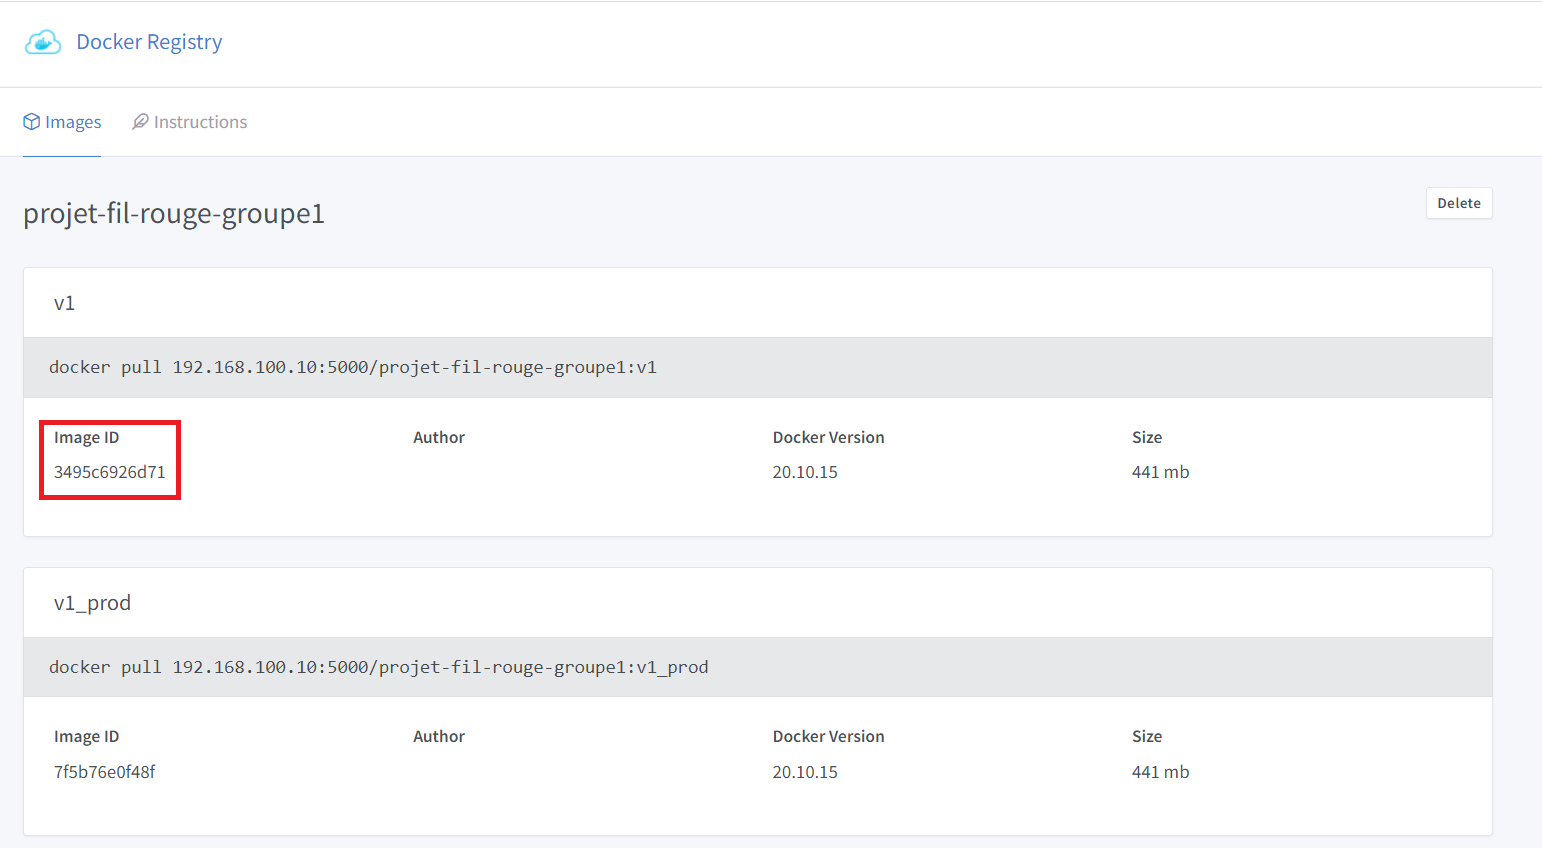 Docker Registry
Images Instructions
projet-fil-rouge-groupe1
Delete
v1
docker pull 192.168.100.10:5000/projet-fil-rouge-groupe1:v1
Image ID Author Docker Version Size
3495c6926d71 20.10.15 441 mb
v1_prod
docker pull 192.168.100.10:5000/projet-fil-rouge-groupe1:v1_prod
Image ID Author Docker Version Size
7f5b76e0f48f 20.10.15 441 mb